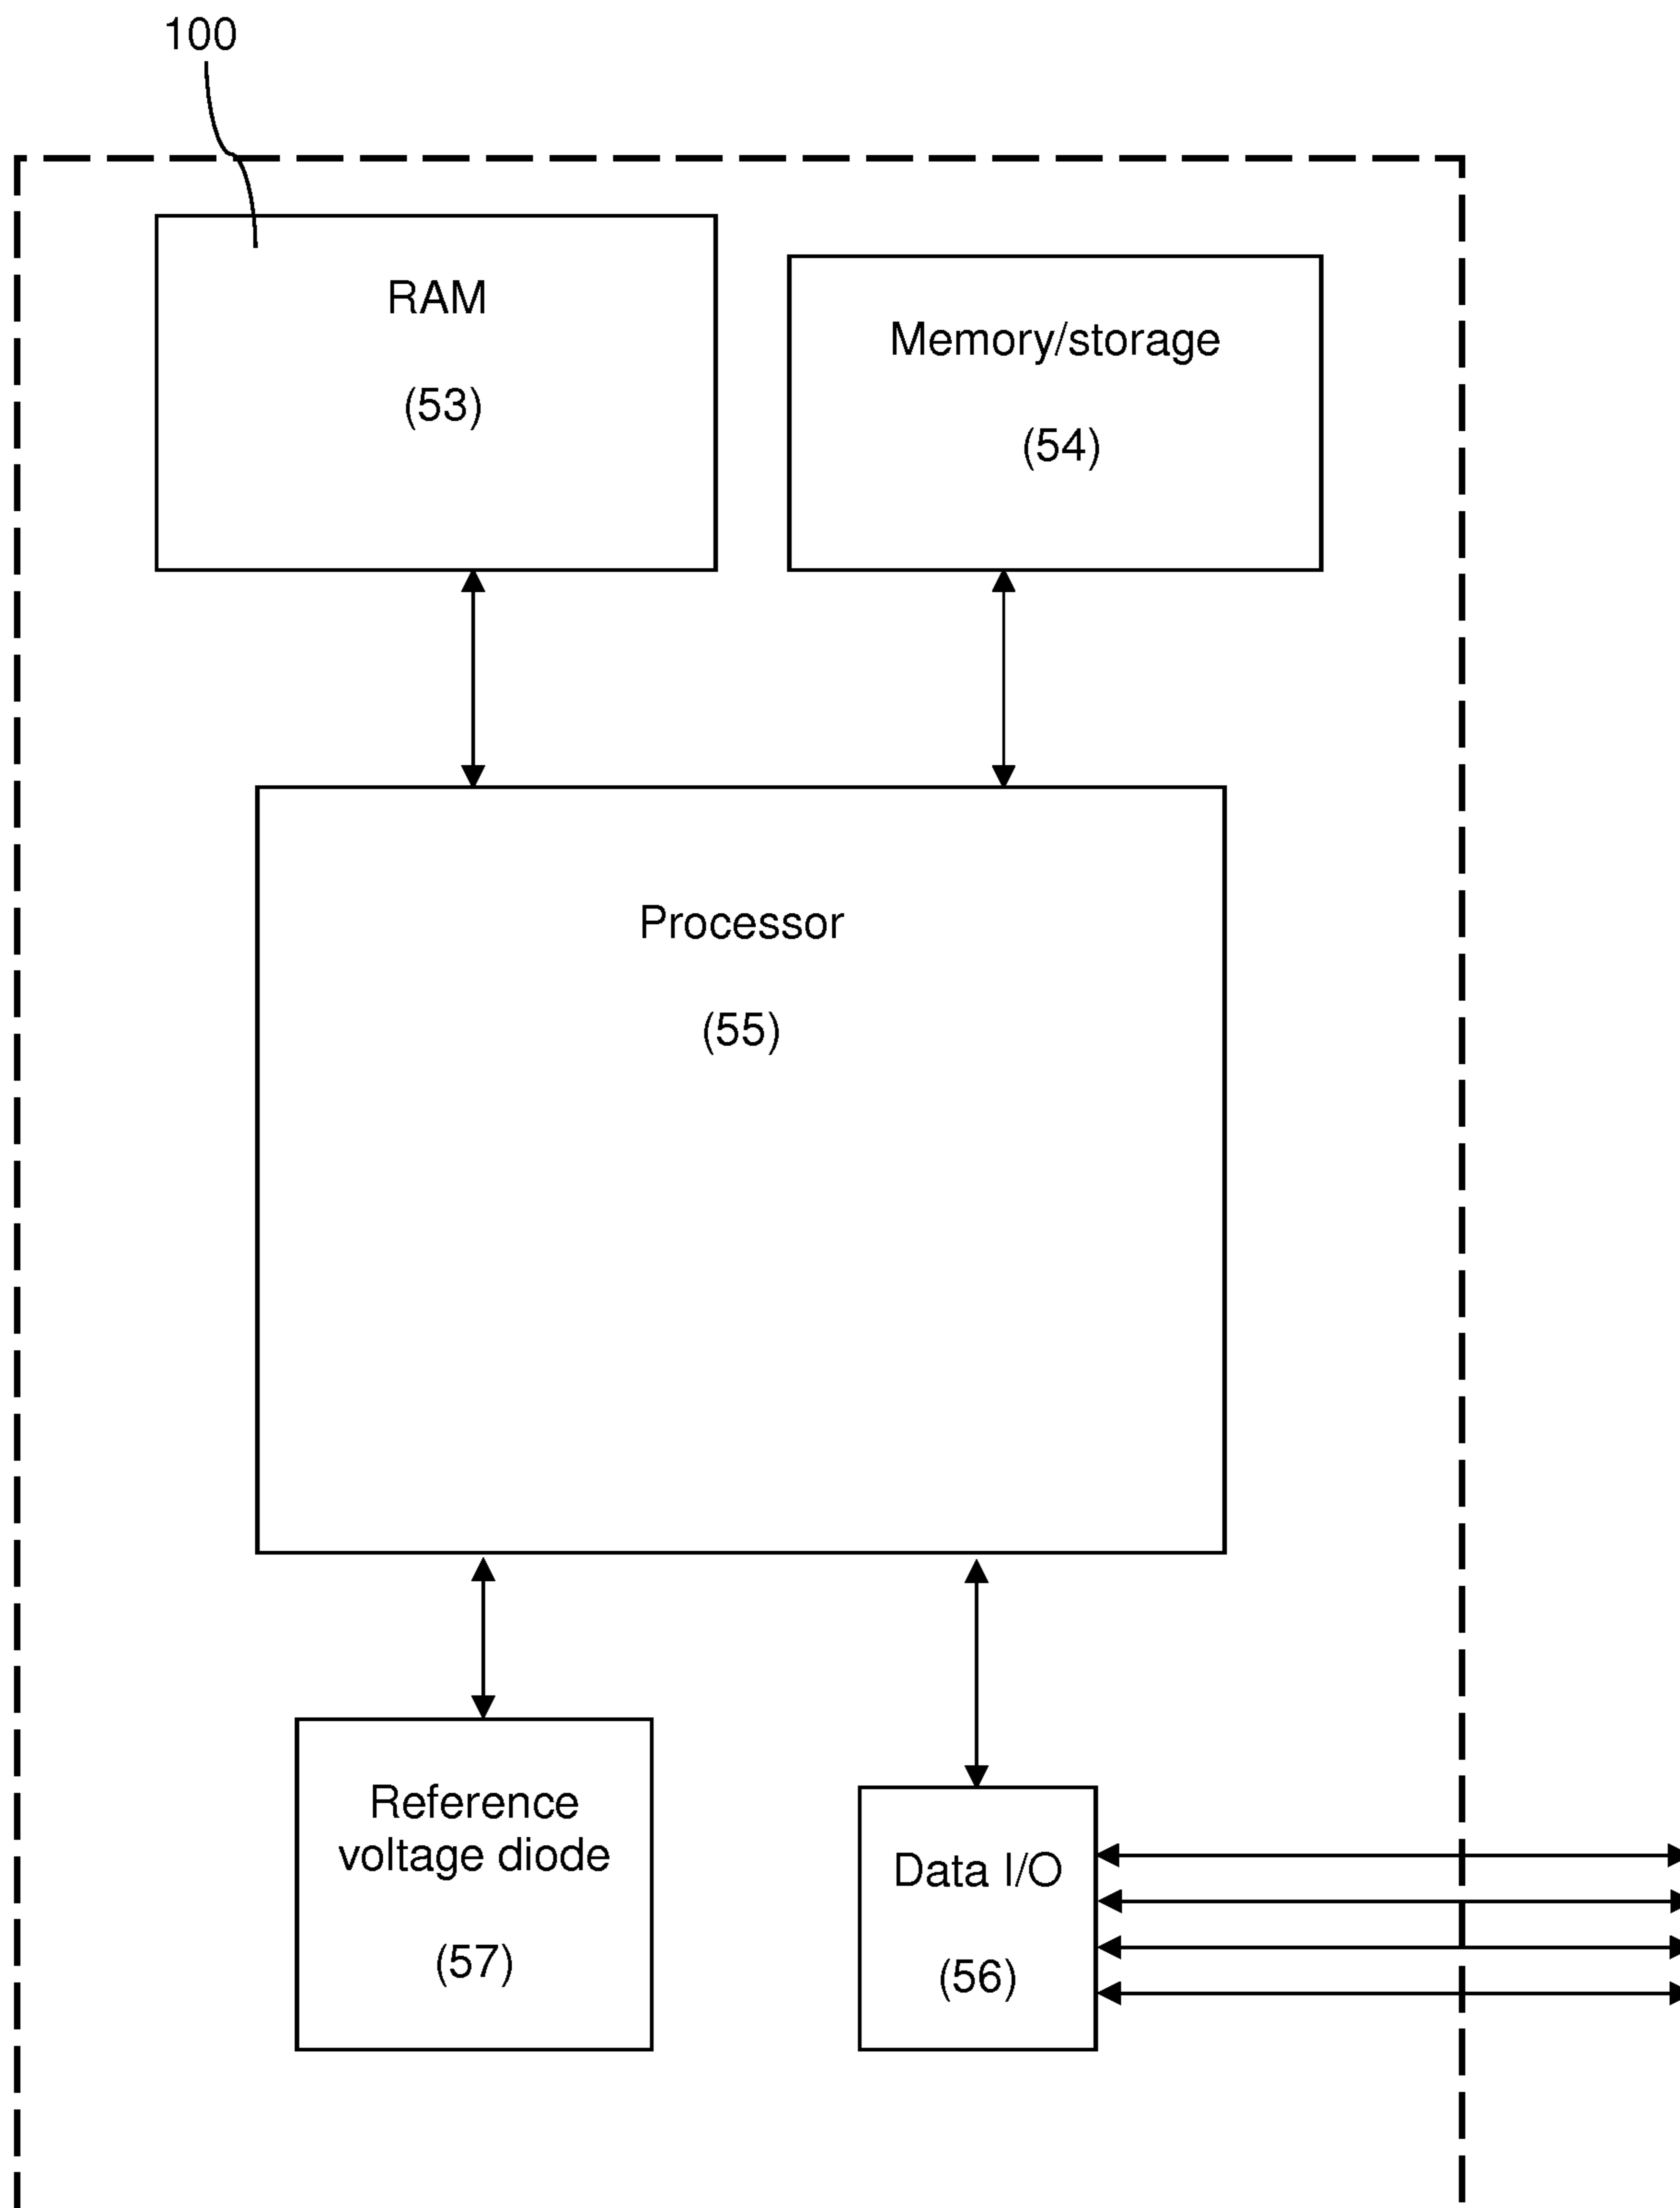 100
RAM
(53)
Memory/storage
(54)
Processor
(55)
Reference
voltage diode
(57)
Data I/O
(56)